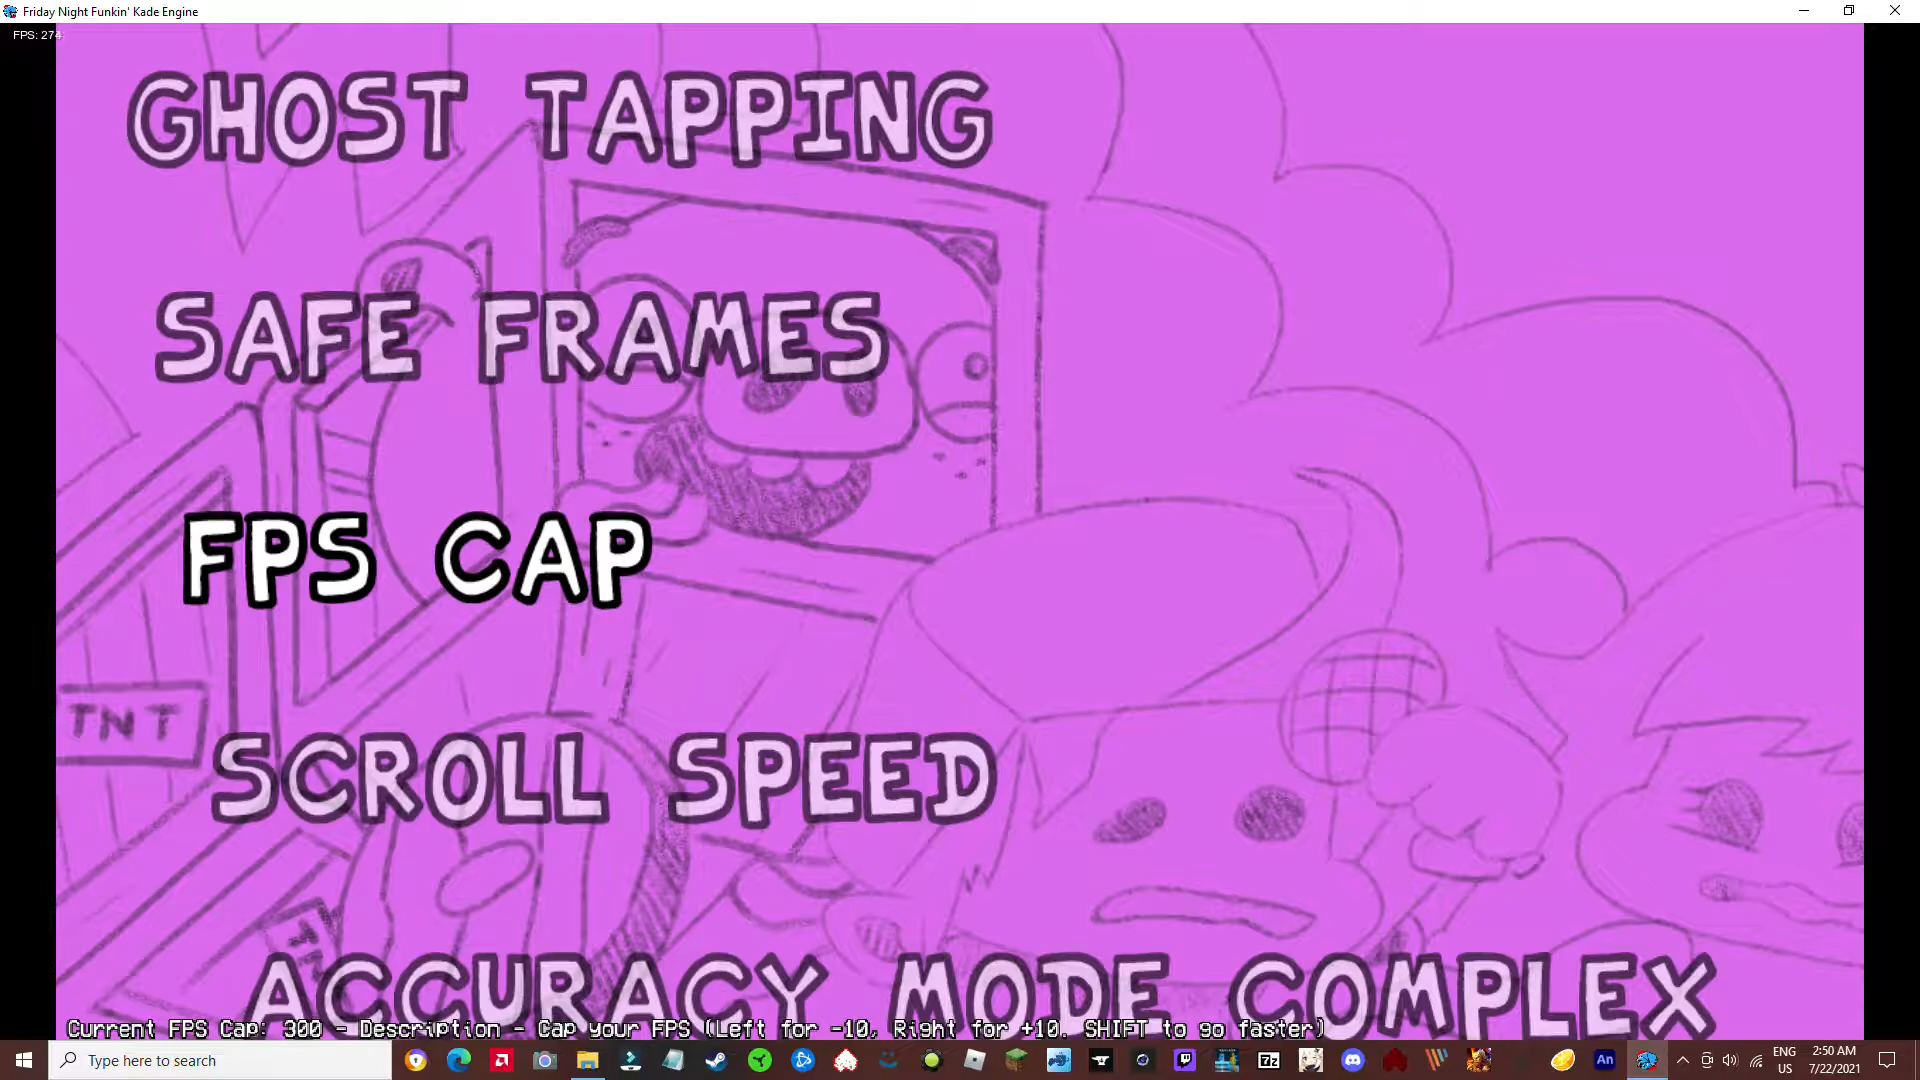 Friday Night Funkin' Kade Engine
FPS: 274
GHOST TAPPING
SAFE FRAMES
FPS CAP
TNT
SCROLL SPEED
ACCURACY MODE COMPLEX
Current FPS Cap: 300 - Description - Cap your FPS (Left for -10, Right for +10. SHIFT to go faster)
Type here to search
7z
An
ENG
US
2:50 AM
7/22/2021